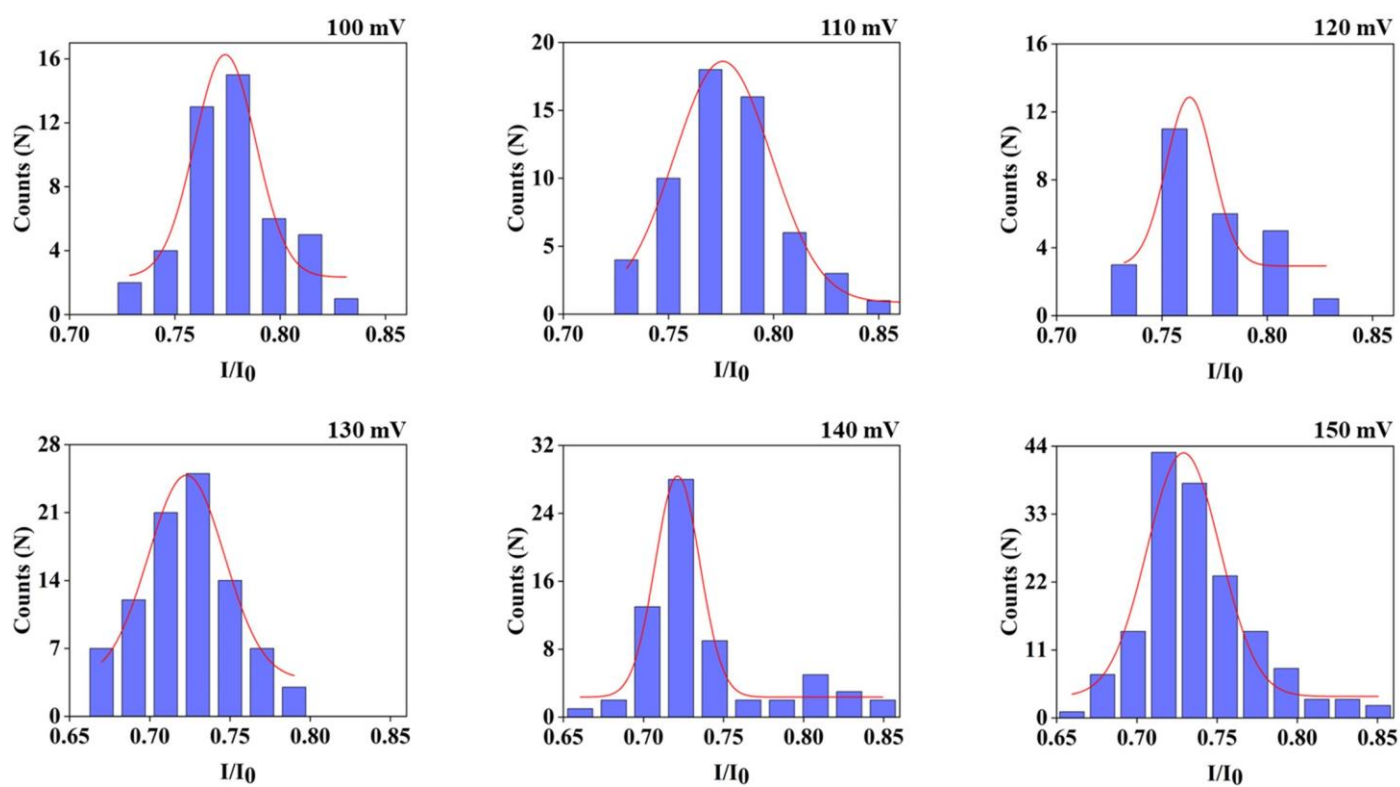 100 mV
16
12
8
4
0
Counts (N)
0.70 0.75 0.80 0.85
I/I0
110 mV
20
15
10
5
0
Counts (N)
0.70 0.75 0.80 0.85
I/I0
120 mV
16
12
8
4
0
Counts (N)
0.70 0.75 0.80 0.85
I/I0
130 mV
28
21
14
7
0
Counts (N)
0.65 0.70 0.75 0.80 0.85
I/I0
140 mV
32
24
16
8
0
Counts (N)
0.65 0.70 0.75 0.80 0.85
I/I0
150 mV
44
33
22
11
0
Counts (N)
0.65 0.70 0.75 0.80 0.85
I/I0